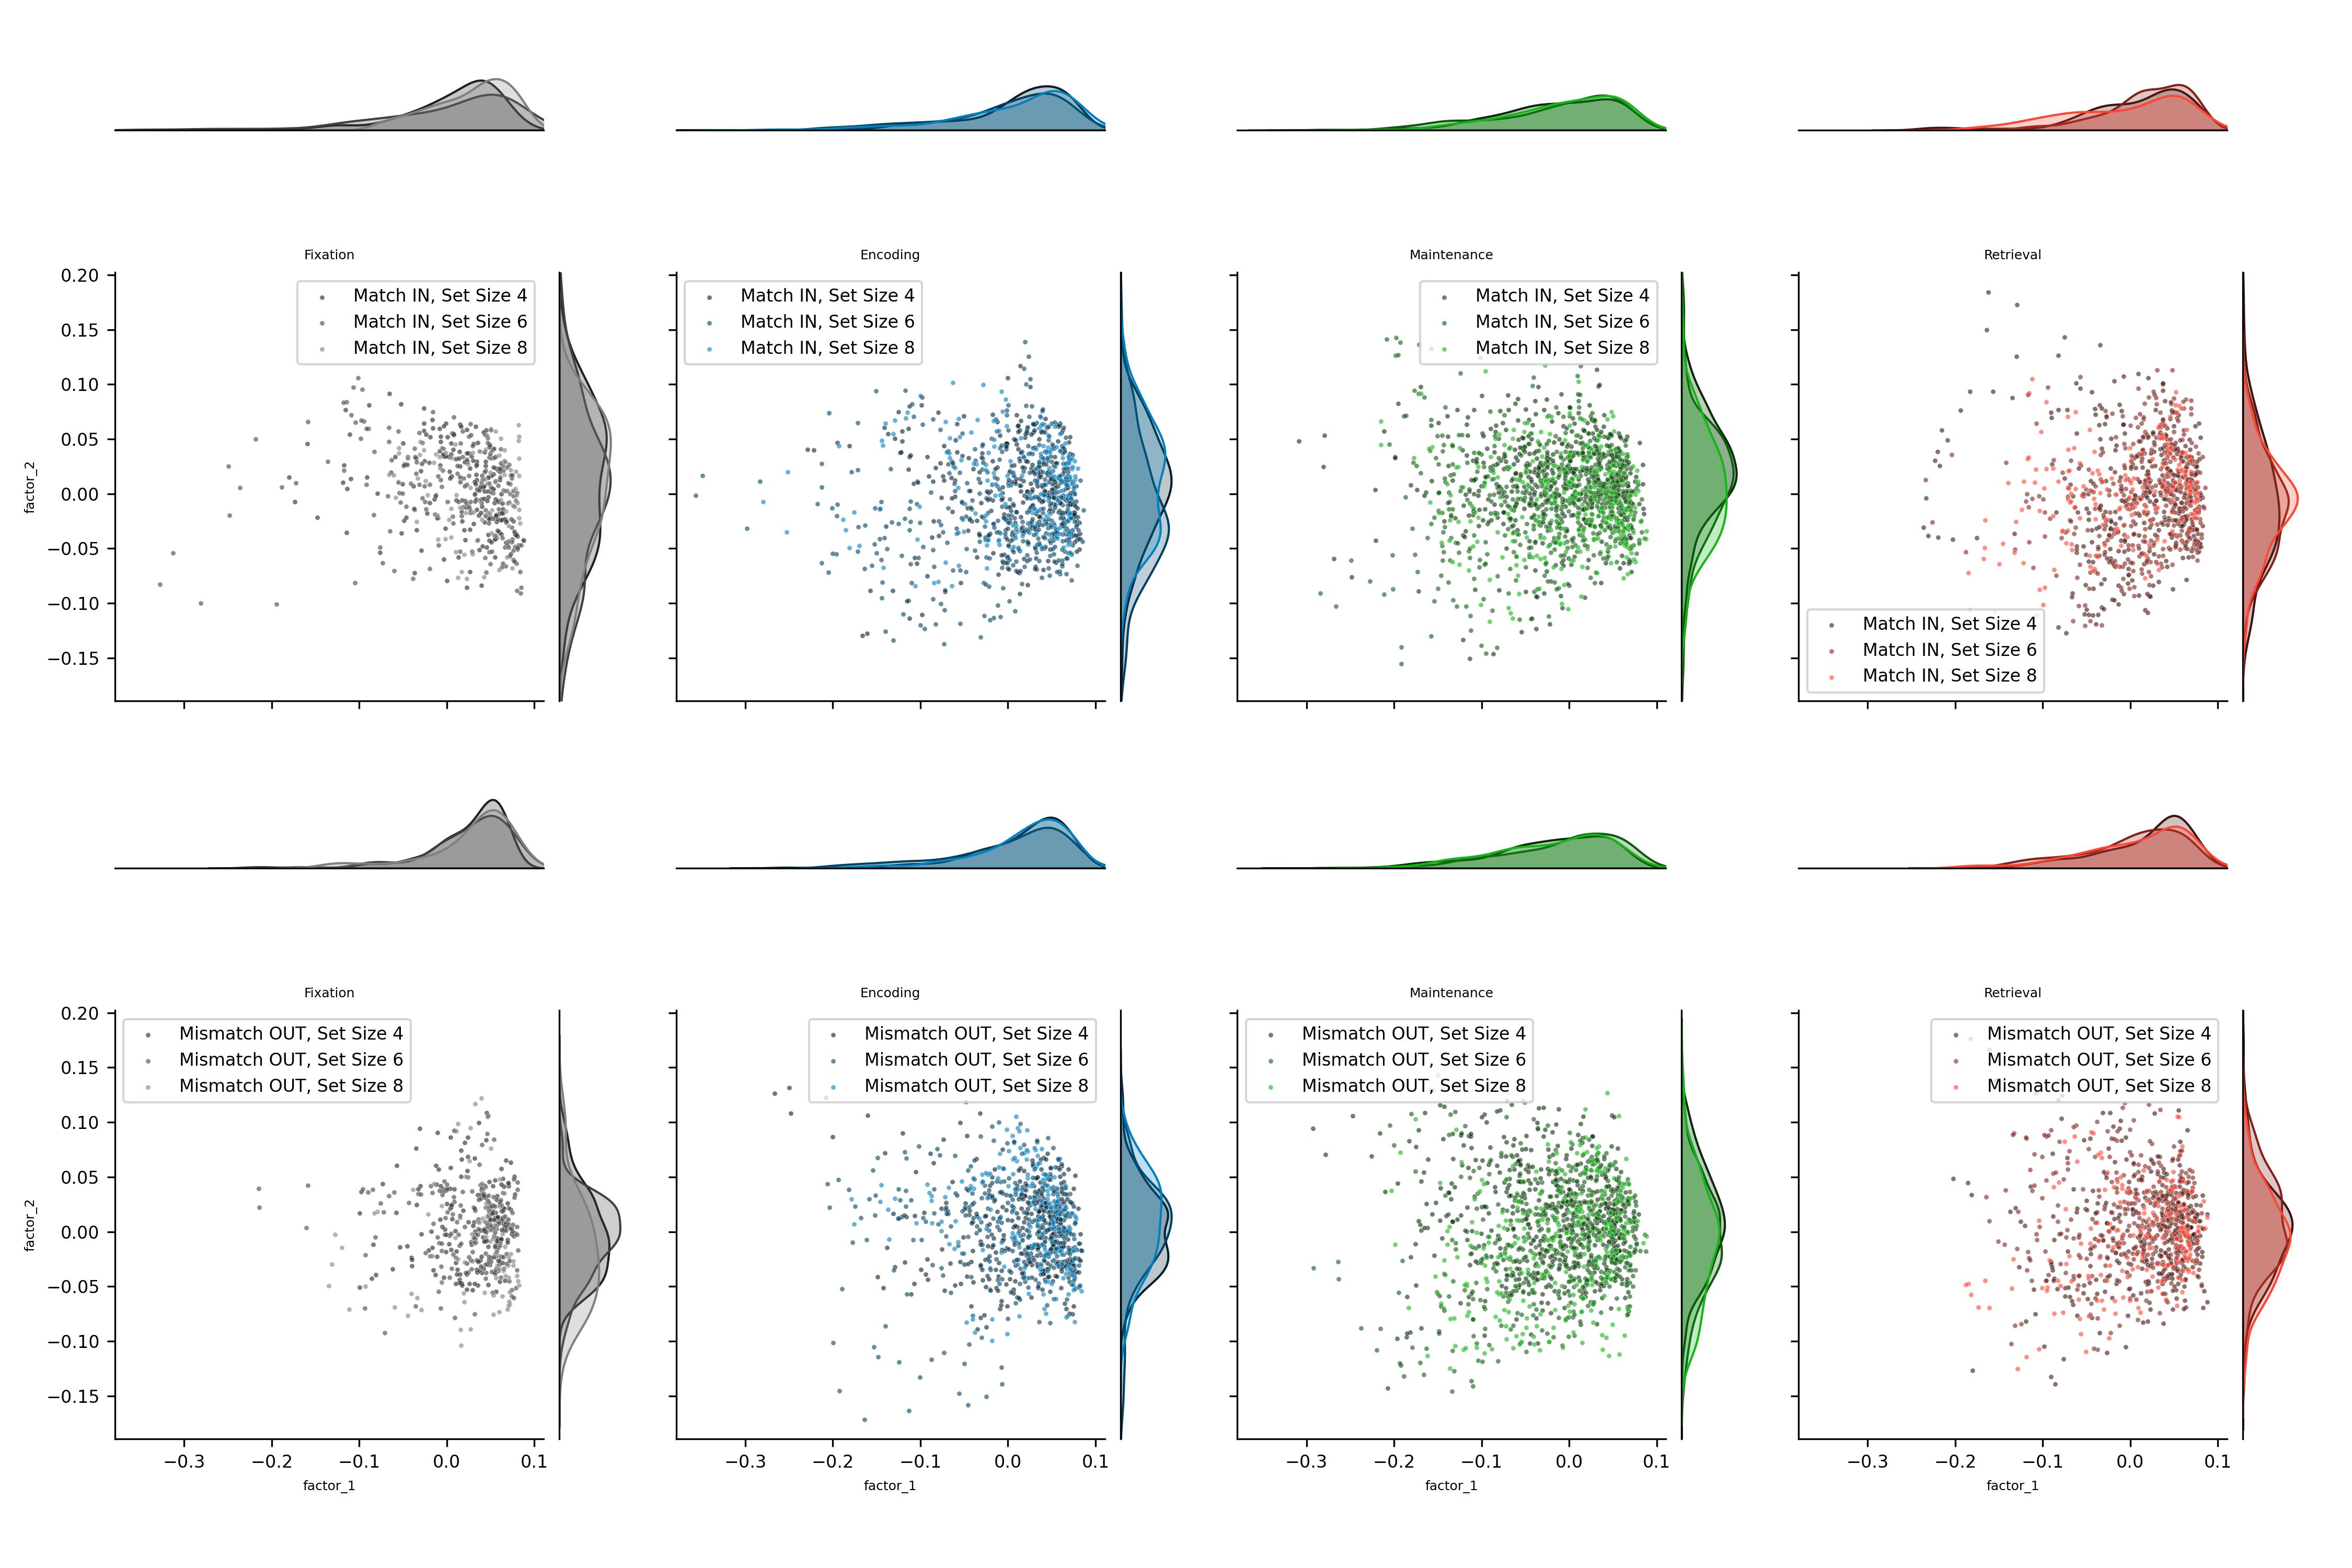 Fixation
Encoding
Maintenance
Retrieval
0.20
0.15
0.10
0.05
0.00
−0.05
−0.10
−0.15
factor_2
Match IN, Set Size 4
Match IN, Set Size 6
Match IN, Set Size 8
Match IN, Set Size 4
Match IN, Set Size 6
Match IN, Set Size 8
Match IN, Set Size 4
Match IN, Set Size 6
Match IN, Set Size 8
Match IN, Set Size 4
Match IN, Set Size 6
Match IN, Set Size 8
Fixation
Encoding
Maintenance
Retrieval
0.20
0.15
0.10
0.05
0.00
−0.05
−0.10
−0.15
factor_2
Mismatch OUT, Set Size 4
Mismatch OUT, Set Size 6
Mismatch OUT, Set Size 8
Mismatch OUT, Set Size 4
Mismatch OUT, Set Size 6
Mismatch OUT, Set Size 8
Mismatch OUT, Set Size 4
Mismatch OUT, Set Size 6
Mismatch OUT, Set Size 8
Mismatch OUT, Set Size 4
Mismatch OUT, Set Size 6
Mismatch OUT, Set Size 8
−0.3 −0.2 −0.1 0.0 0.1
−0.3 −0.2 −0.1 0.0 0.1
−0.3 −0.2 −0.1 0.0 0.1
−0.3 −0.2 −0.1 0.0 0.1
factor_1
factor_1
factor_1
factor_1